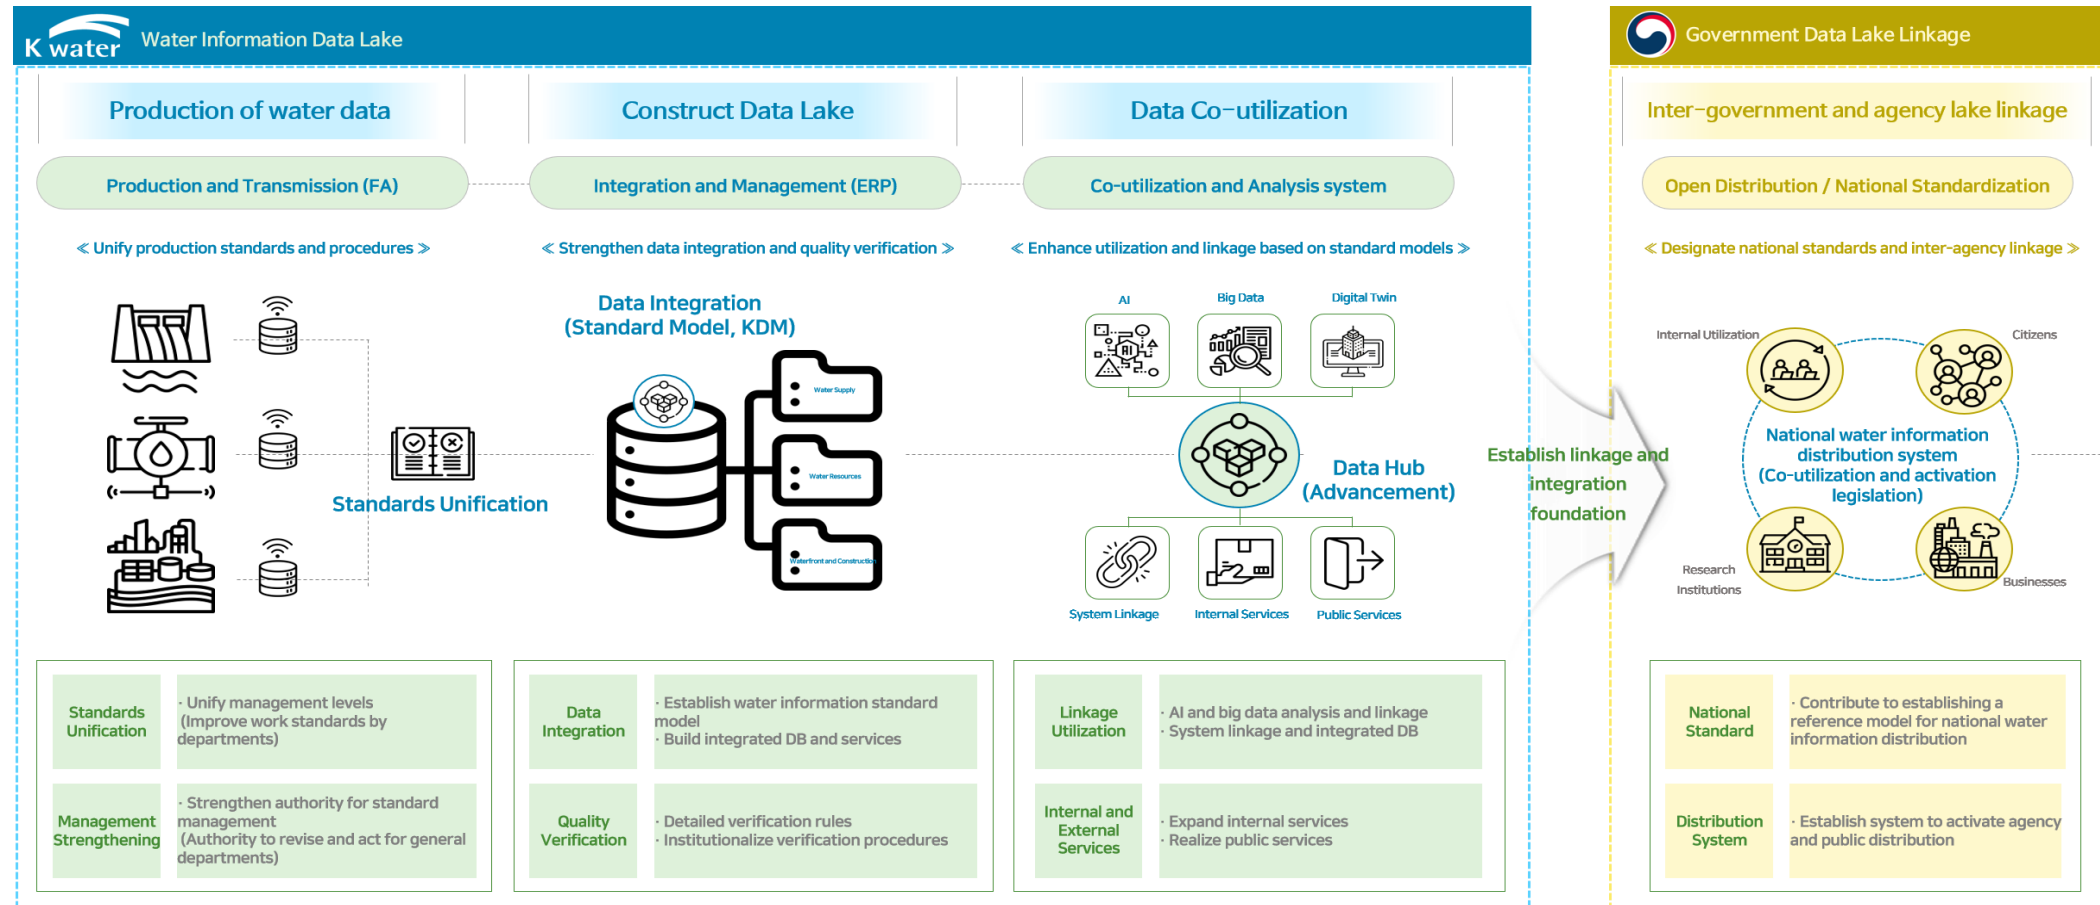 K water
Water Information Data Lake
Government Data Lake Linkage
Production of water data
Construct Data Lake
Data Co-utilization
Inter-government and agency lake linkage
Production and Transmission (FA)
Integration and Management (ERP)
Co-utilization and Analysis system
Open Distribution / National Standardization
≪ Unify production standards and procedures ≫
≪ Strengthen data integration and quality verification ≫
≪ Enhance utilization and linkage based on standard models ≫
≪ Designate national standards and inter-agency linkage ≫
Standards Unification
Data Integration
(Standard Model, KDM)
Water Supply
Water Resources
Waterfront and Construction
AI
Big Data
Digital Twin
AI
Data Hub
(Advancement)
System Linkage
Internal Services
Public Services
Establish linkage and
integration
foundation
Internal Utilization
Citizens
National water information
distribution system
(Co-utilization and activation
legislation)
Research
Institutions
Businesses
Standards
Unification
· Unify management levels
(Improve work standards by
departments)
Management
Strengthening
· Strengthen authority for standard
management
(Authority to revise and act for general
departments)
Data
Integration
· Establish water information standard
model
· Build integrated DB and services
Quality
Verification
· Detailed verification rules
· Institutionalize verification procedures
Linkage
Utilization
· AI and big data analysis and linkage
· System linkage and integrated DB
Internal and
External
Services
· Expand internal services
· Realize public services
National
Standard
· Contribute to establishing a
reference model for national water
information distribution
Distribution
System
· Establish system to activate agency
and public distribution